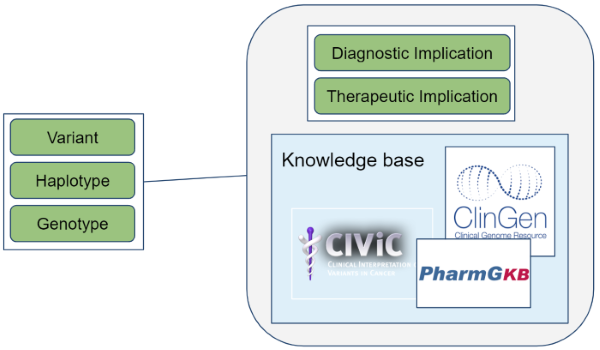 Variant
Haplotype
Genotype
Diagnostic Implication
Therapeutic Implication
Knowledge base
ClinGen
Clinical Genome Resource
CIViC
Clinical Interpretation
Variants in Cancer
PharmGKB